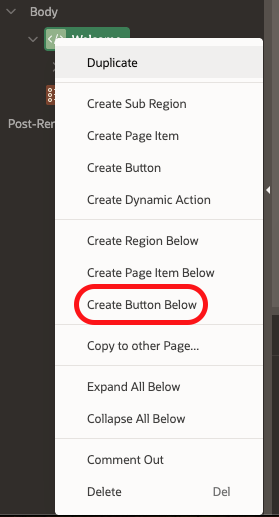 Body
Welcome
Duplicate
Create Sub Region
Create Page Item
Post-Ren
Create Button
Create Dynamic Action
Create Region Below
Create Page Item Below
Create Button Below
Copy to other Page...
Expand All Below
Collapse All Below
Comment Out
Delete Del